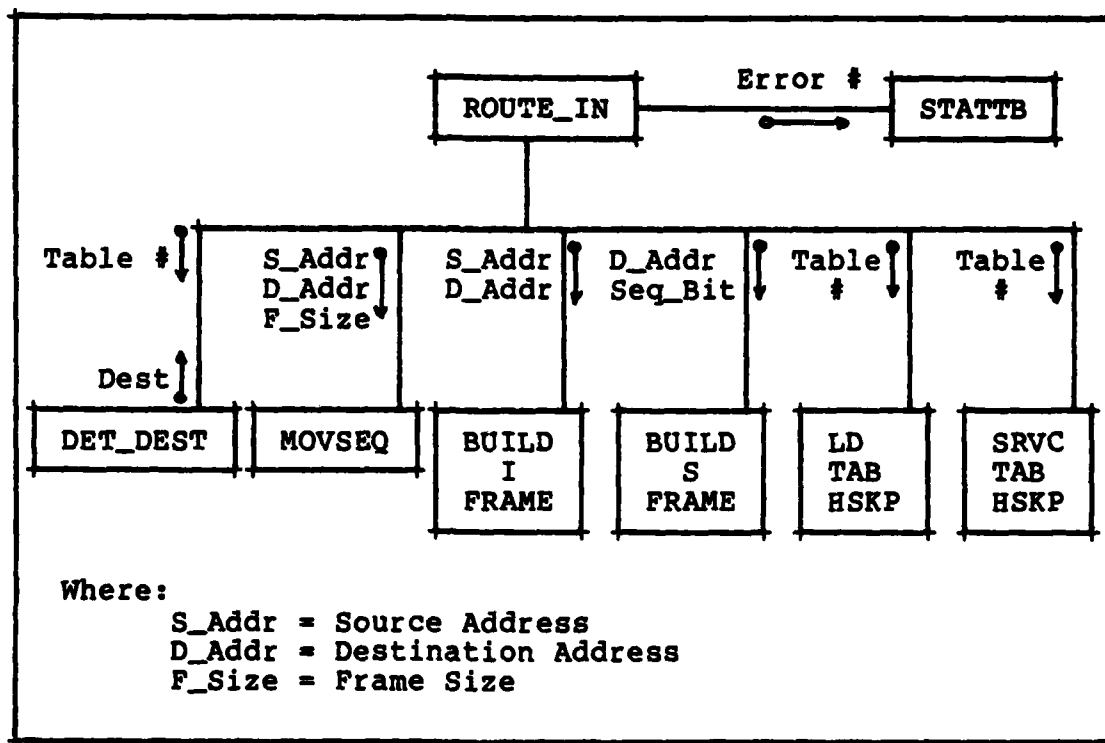 Error #
ROUTE_IN
STATTB
Table #
S_Addr
D_Addr
F_Size
S_Addr
D_Addr
D_Addr
Seq_Bit
Table
#
Table
#
Dest
DET_DEST
MOVSEQ
BUILD
I
FRAME
BUILD
S
FRAME
LD
TAB
HSKP
SRVC
TAB
HSKP
Where:
S_Addr = Source Address
D_Addr = Destination Address
F_Size = Frame Size